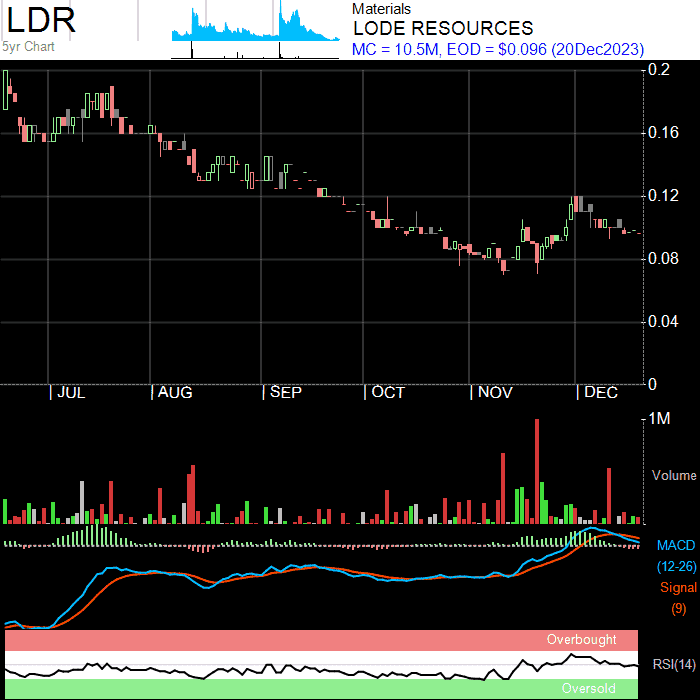 LDR
5yr Chart
Materials
LODE RESOURCES
MC = 10.5M, EOD = $0.096 (20Dec2023)
0.2
0.16
0.12
0.08
0.04
0
JUL
AUG
SEP
OCT
NOV
DEC
1M
Volume
MACD
(12-26)
Signal
(9)
Overbought
RSI(14)
Oversold